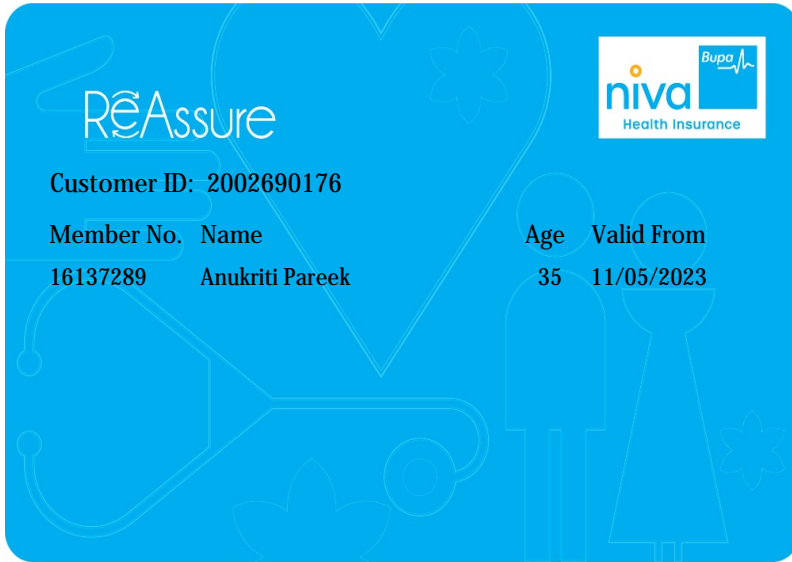 Bupa
niva
Health Insurance
ReAssure
Customer ID: 2002690176
Member No. Name Age Valid From
16137289 Anukriti Pareek 35 11/05/2023